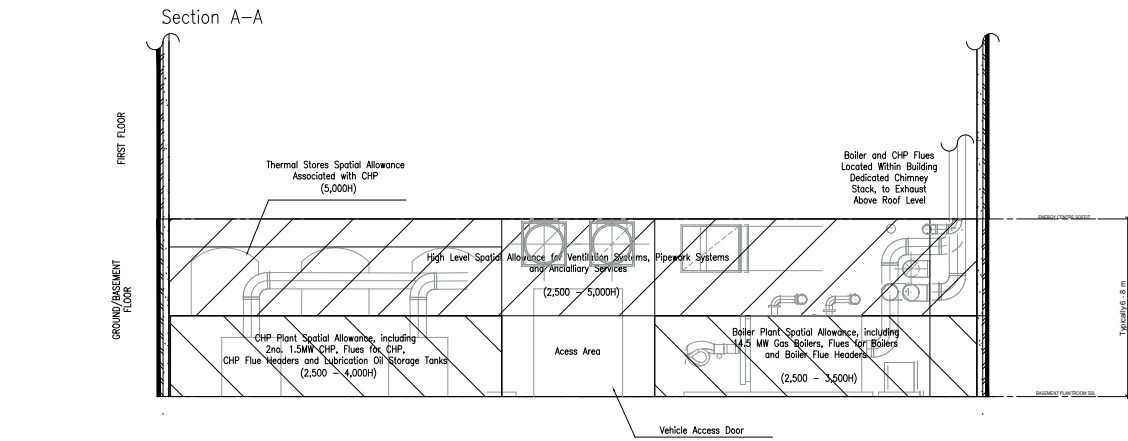 Section A-A
FIRST FLOOR
Thermal Stores Spatial Allowance
Associated with CHP
(5,000H)
Boiler and CHP Flues
Located Within Building
Dedicated Chimney
Stack, to Exhaust
Above Roof Level
ENERGY CENTRE SOFFIT
High Level Spatial Allowance for Ventilation Systems, Pipework Systems
and Ancialliary Services
(2,500 - 5,000H)
GROUND/BASEMENT
FLOOR
Typically 6 - 8 m
CHP Plant Spatial Allowance, including
2no. 1.5MW CHP, Flues for CHP,
CHP Flue Headers and Lubrication Oil Storage Tanks
(2,500 - 4,000H)
Acess Area
Boiler Plant Spatial Allowance, including
14.5 MW Gas Boilers, Flues for Boilers
and Boiler Flue Headers
(2,500 - 3,500H)
BASEMENT PLANTROOM SSL
Vehicle Access Door